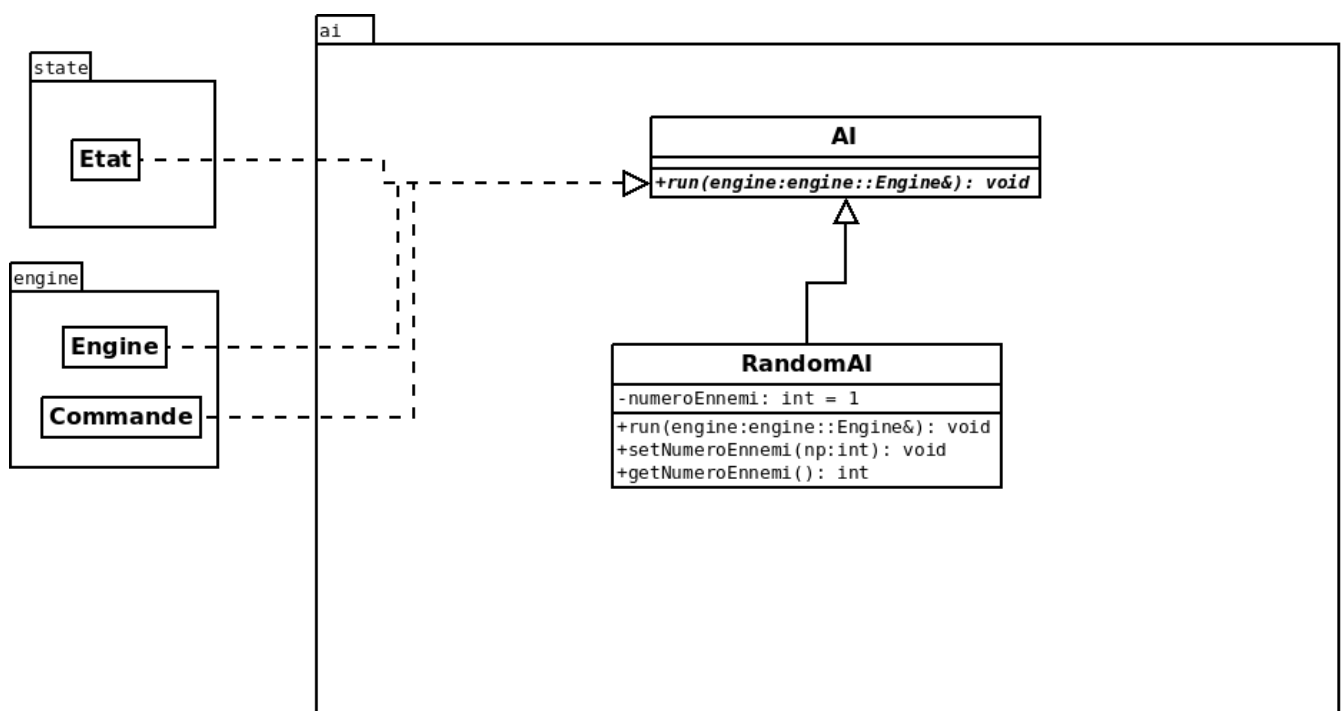 ai
state
Etat
AI
+run(engine:engine::Engine&): void
engine
Engine
Commande
RandomAI
-numeroEnnemi: int = 1
+run(engine:engine::Engine&): void
+setNumeroEnnemi(np:int): void
+getNumeroEnnemi(): int